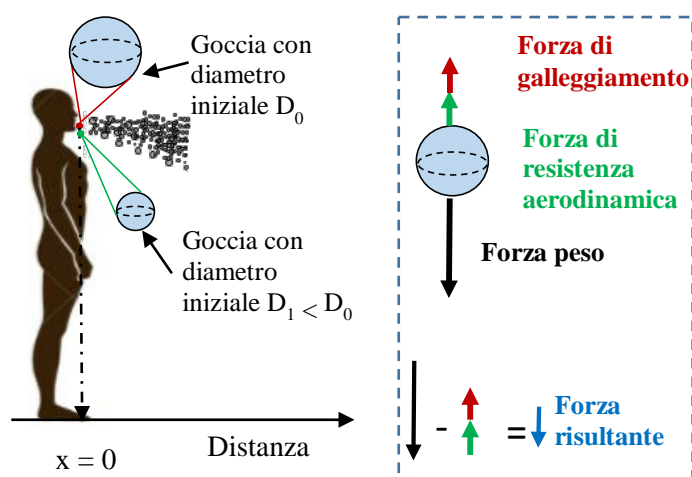 Goccia con
diametro
iniziale D0
Goccia con
diametro
iniziale D1 < D0
Distanza
x = 0
Forza di
galleggiamento
Forza di
resistenza
aerodinamica
Forza peso
- =
Forza
risultante